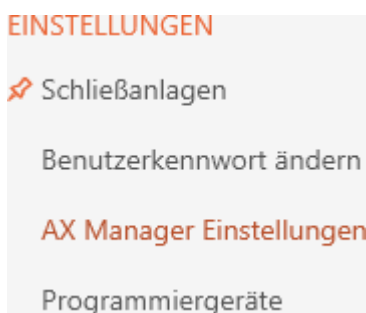 EINSTELLUNGEN
Schließanlagen
Benutzerkennwort ändern
AX Manager Einstellungen
Programmiergeräte